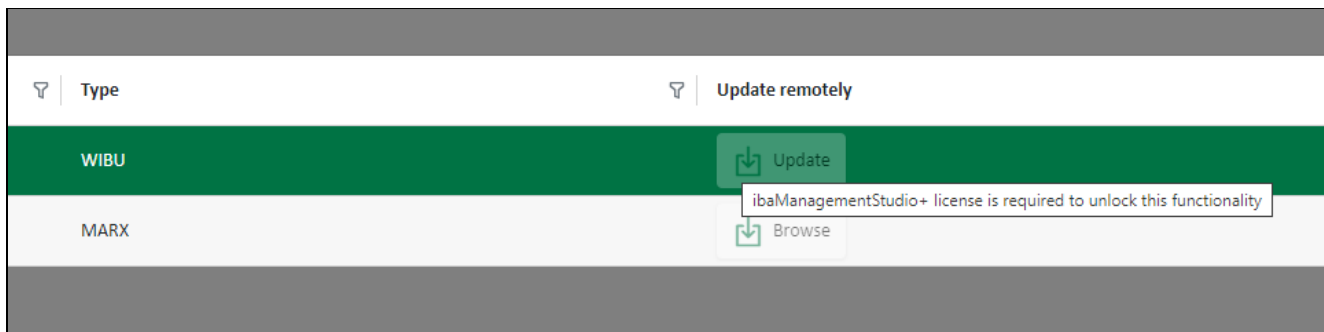 Type
Update remotely
WIBU
Update
ibaManagementStudio+ license is required to unlock this functionality
MARX
Browse